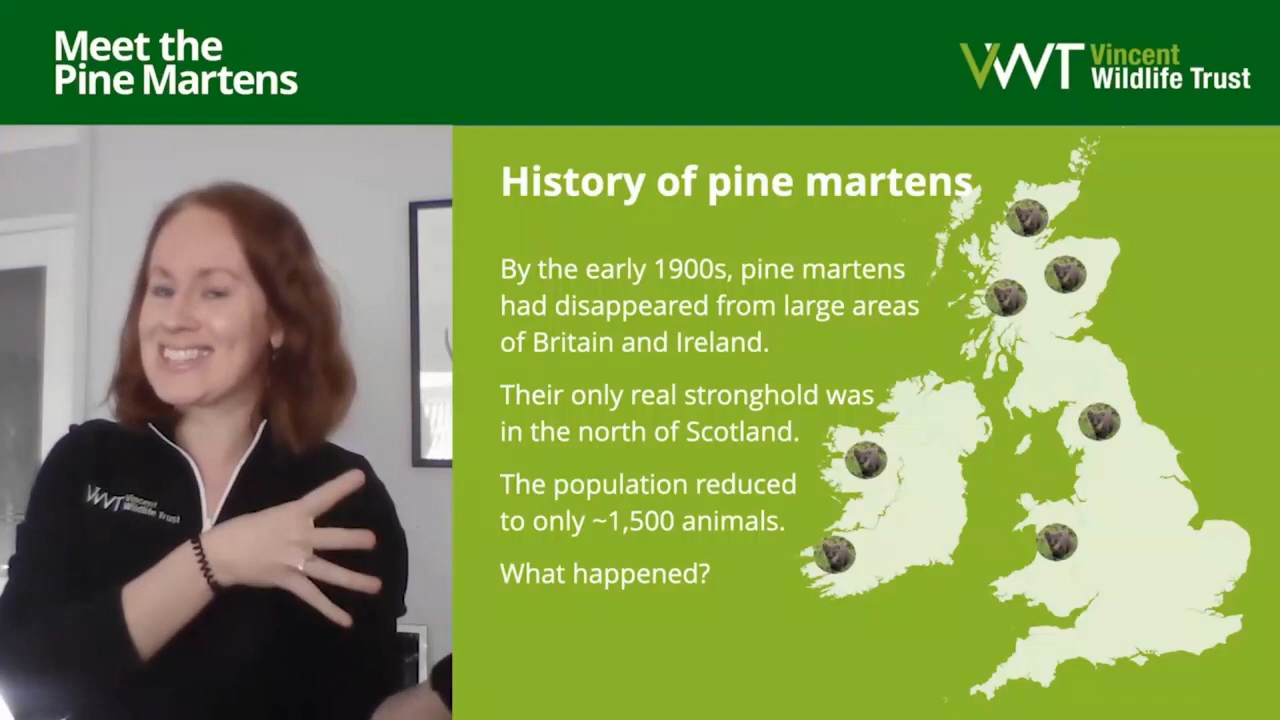 Meet the
Pine Martens
VWT Vincent
Wildlife Trust
History of pine martens
By the early 1900s, pine martens
had disappeared from large areas
of Britain and Ireland.
Their only real stronghold was
in the north of Scotland.
The population reduced
to only ~1,500 animals.
What happened?
VWT Vincent
Wildlife Trust